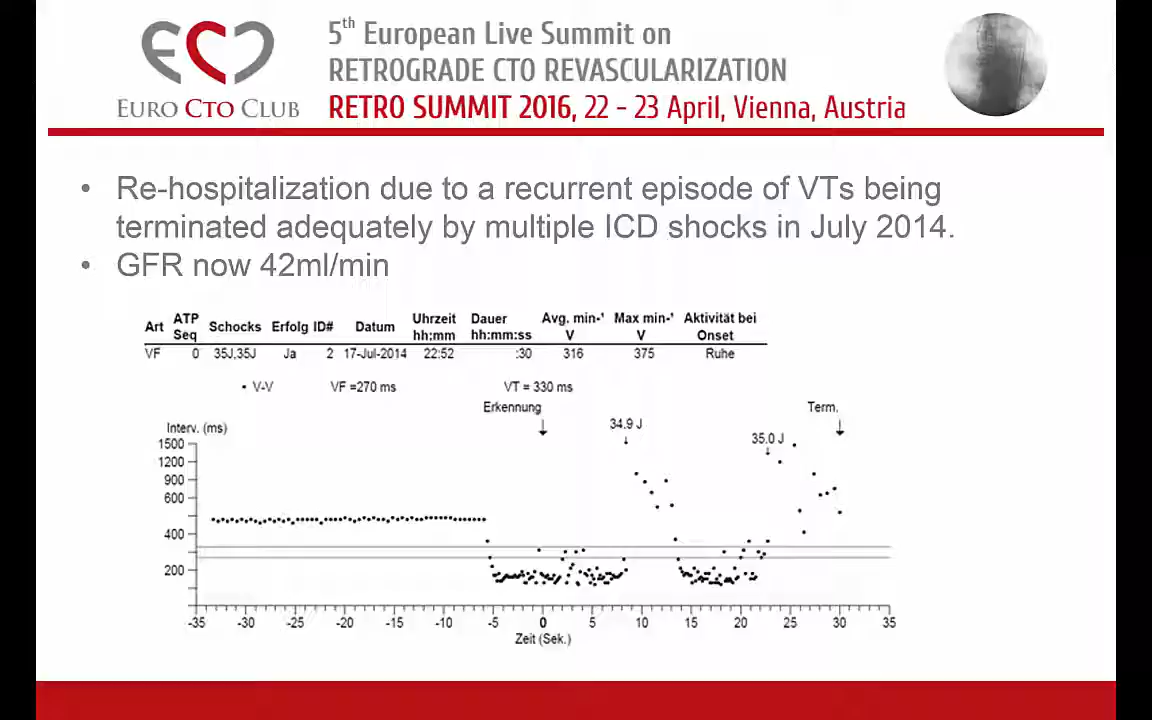 5th European Live Summit on
RETROGRADE CTO REVASCULARIZATION
RETRO SUMMIT 2016, 22 - 23 April, Vienna, Austria
EURO CTO CLUB
• Re-hospitalization due to a recurrent episode of VTs being
terminated adequately by multiple ICD shocks in July 2014.
• GFR now 42ml/min
Art ATP Seq Schocks Erfolg ID# Datum Uhrzeit hh:mm Dauer hh:mm:ss Avg. min-¹ V Max min-¹ V Aktivität bei Onset
VF 0 35J,35J Ja 2 17-Jul-2014 22:52 :30 316 375 Ruhe
• V-V VF =270 ms VT = 330 ms
Erkennung Term.
34.9 J
35.0 J
Interv. (ms)
1500
1200
900
600
400
200
-35 -30 -25 -20 -15 -10 -5 0 5 10 15 20 25 30 35
Zeit (Sek.)